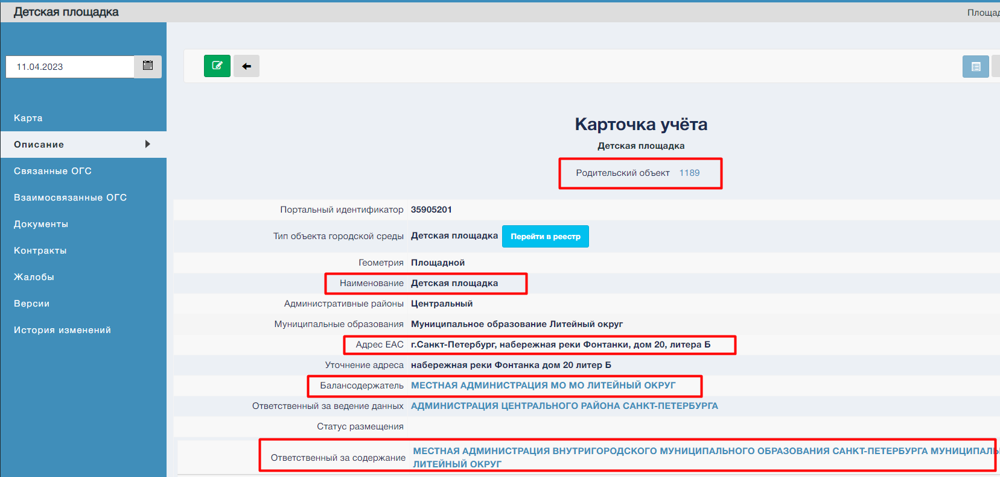 Детская площадка
Площад
11.04.2023
Карта
Описание
Связанные ОГС
Взаимосвязанные ОГС
Документы
Контракты
Жалобы
Версии
История изменений
Карточка учёта
Детская площадка
Родительский объект 1189
Портальный идентификатор 35905201
Тип объекта городской среды Детская площадка Перейти в реестр
Геометрия Площадной
Наименование Детская площадка
Административные районы Центральный
Муниципальные образования Муниципальное образование Литейный округ
Адрес ЕАС г.Санкт-Петербург, набережная реки Фонтанки, дом 20, литера Б
Уточнение адреса набережная реки Фонтанка дом 20 литер Б
Балансодержатель МЕСТНАЯ АДМИНИСТРАЦИЯ МО МО ЛИТЕЙНЫЙ ОКРУГ
Ответственный за ведение данных АДМИНИСТРАЦИЯ ЦЕНТРАЛЬНОГО РАЙОНА САНКТ-ПЕТЕРБУРГА
Статус размещения
Ответственный за содержание МЕСТНАЯ АДМИНИСТРАЦИЯ ВНУТРИГОРОДСКОГО МУНИЦИПАЛЬНОГО ОБРАЗОВАНИЯ САНКТ-ПЕТЕРБУРГА МУНИЦИПАЛЬ
ЛИТЕЙНЫЙ ОКРУГ